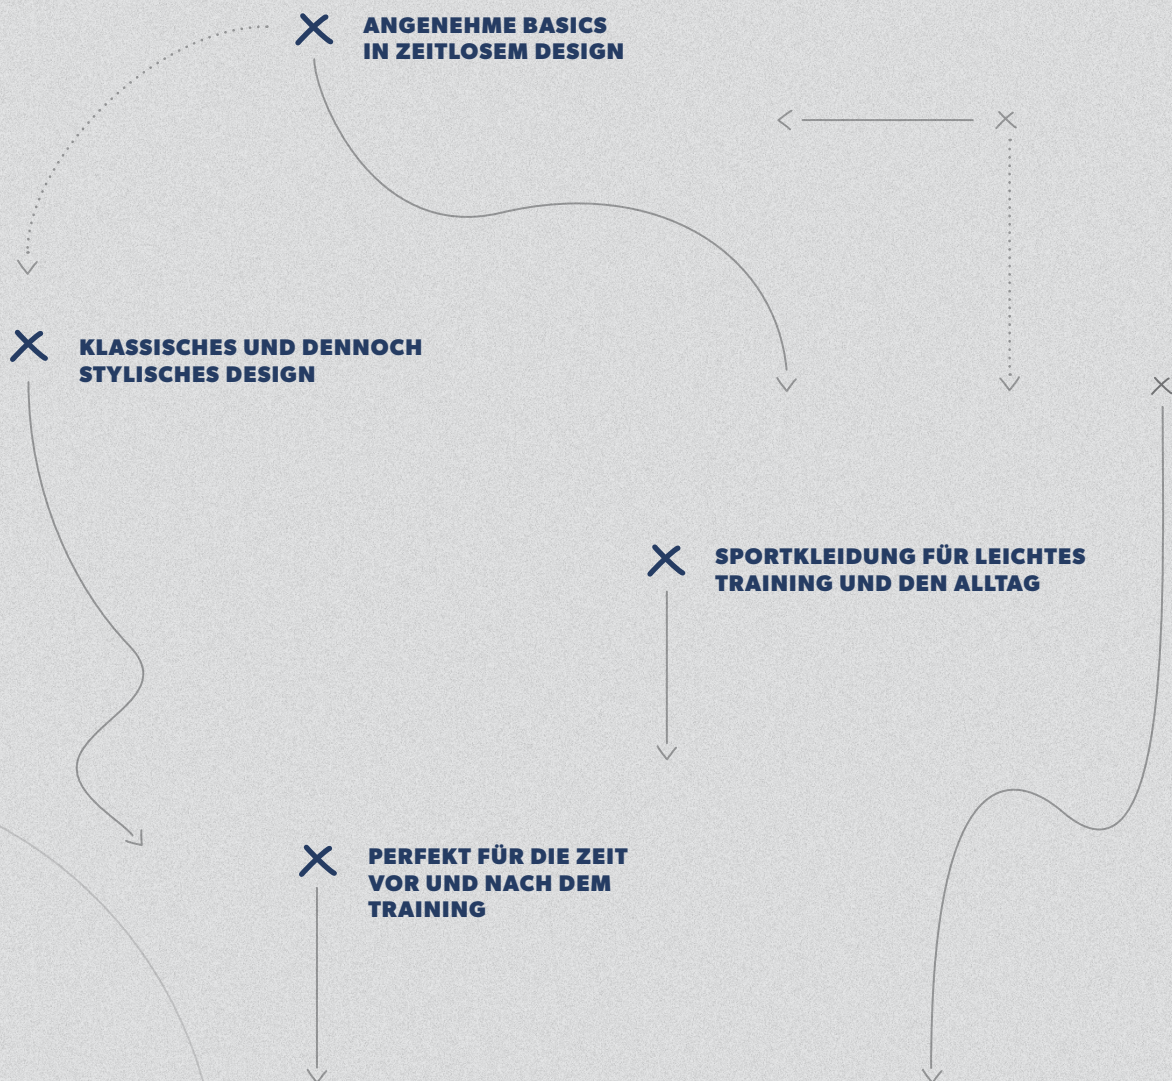 ANGENEHME BASICS
IN ZEITLOSEM DESIGN
KLASSISCHES UND DENNOCH
STYLISCHES DESIGN
SPORTKLEIDUNG FÜR LEICHTES
TRAINING UND DEN ALLTAG
PERFEKT FÜR DIE ZEIT
VOR UND NACH DEM
TRAINING